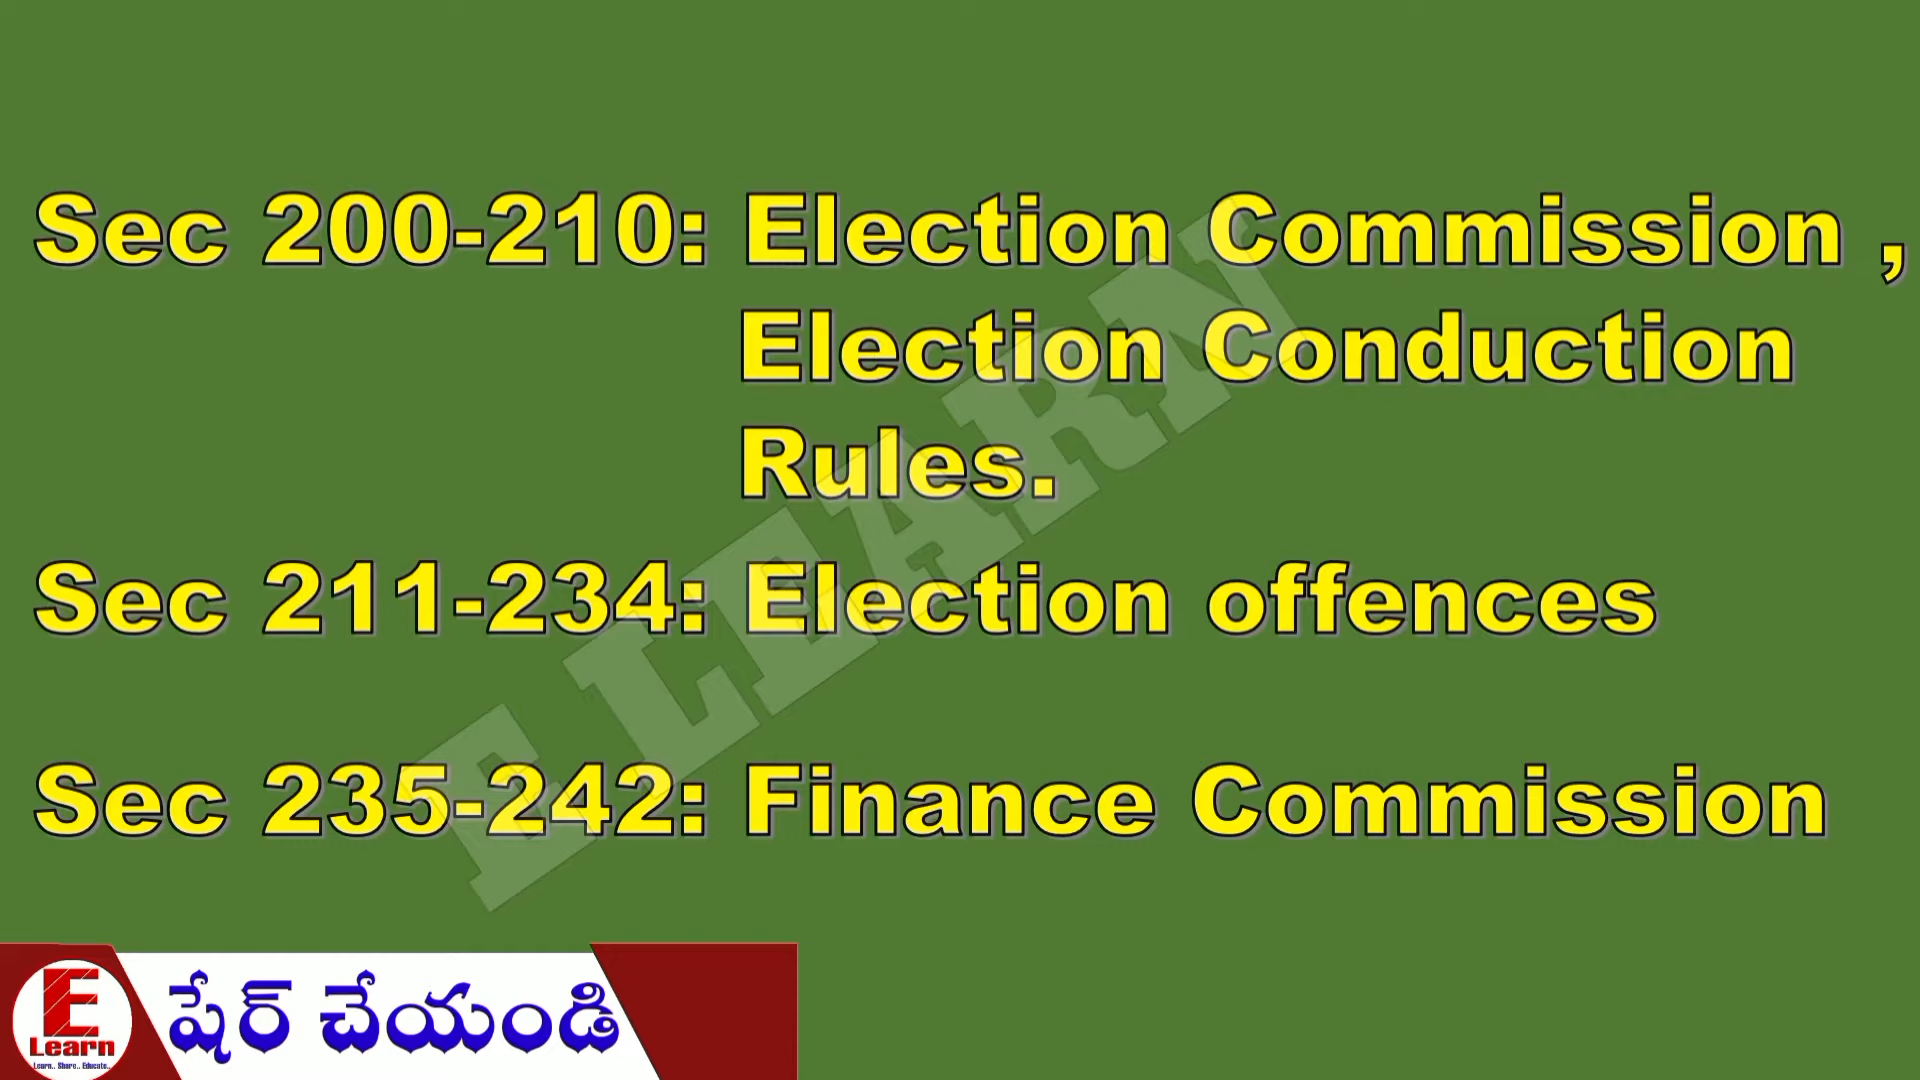 Sec 200-210: Election Commission ,
Election Conduction
Rules.
Sec 211-234: Election offences
Sec 235-242: Finance Commission
E LEARN
E
Learn
Learn.. Share.. Educate..
షేర్ చేయండి